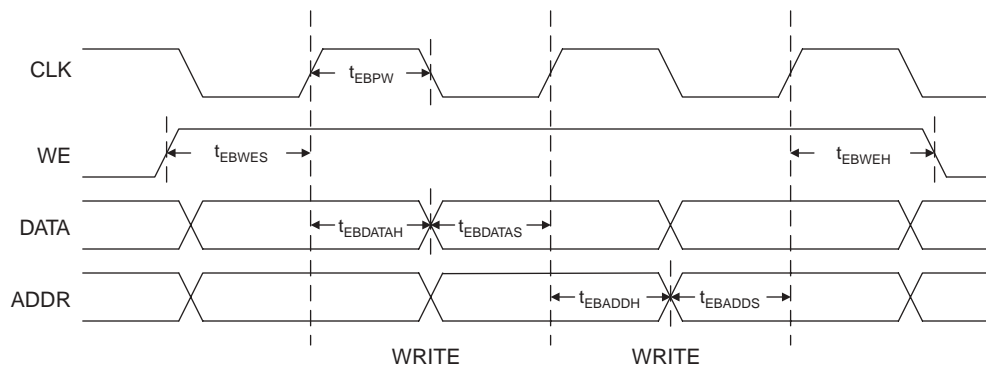 CLK
tEBPW
WE
tEBWES
tEBWEH
DATA
tEBDATAH
tEBDATAS
ADDR
tEBADDH
tEBADDS
WRITE
WRITE